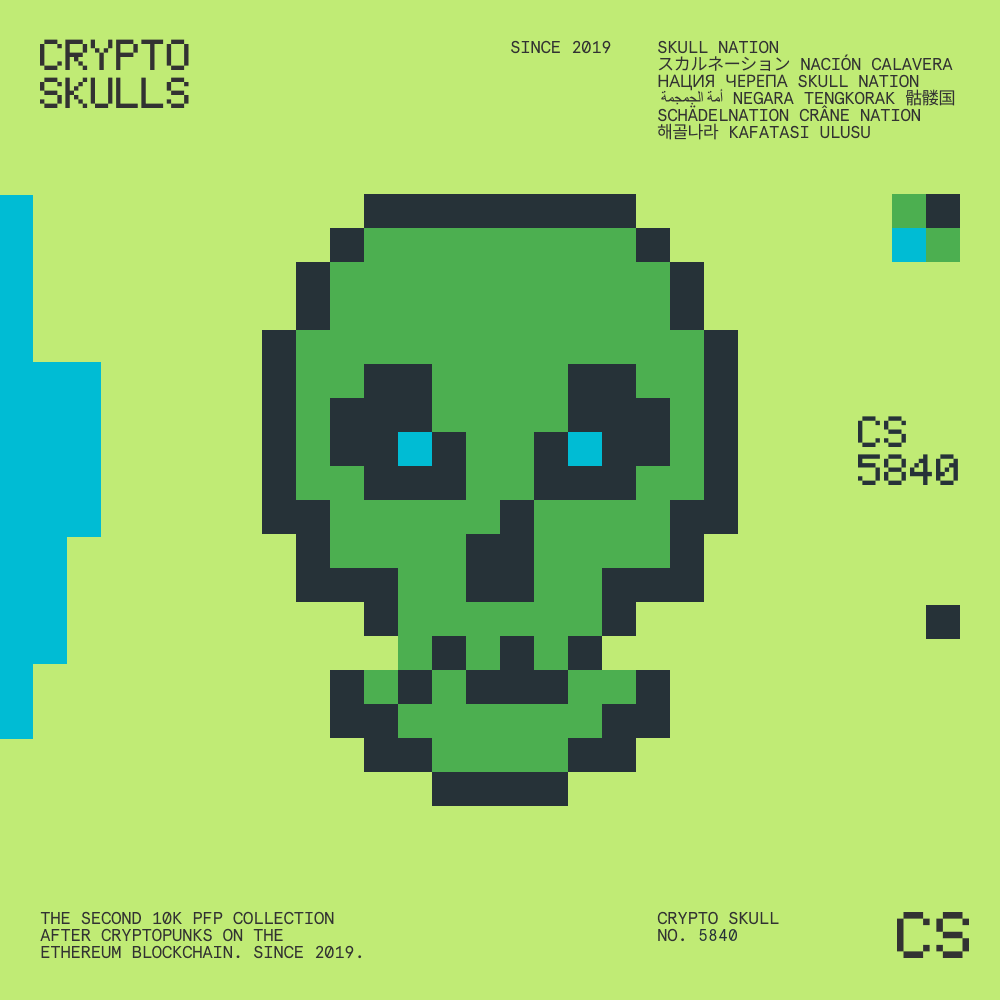 CRYPTO
SKULLS
SINCE 2019
SKULL NATION
スカルネーション NACIÓN CALAVERA
НАЦИЯ ЧЕРЕПА SKULL NATION
أمة الجمجمة NEGARA TENGKORAK 骷髅国
SCHÄDELNATION CRÂNE NATION
해골나라 KAFATASI ULUSU
CS
5840
THE SECOND 10K PFP COLLECTION
AFTER CRYPTOPUNKS ON THE
ETHEREUM BLOCKCHAIN. SINCE 2019.
CRYPTO SKULL
NO. 5840
CS